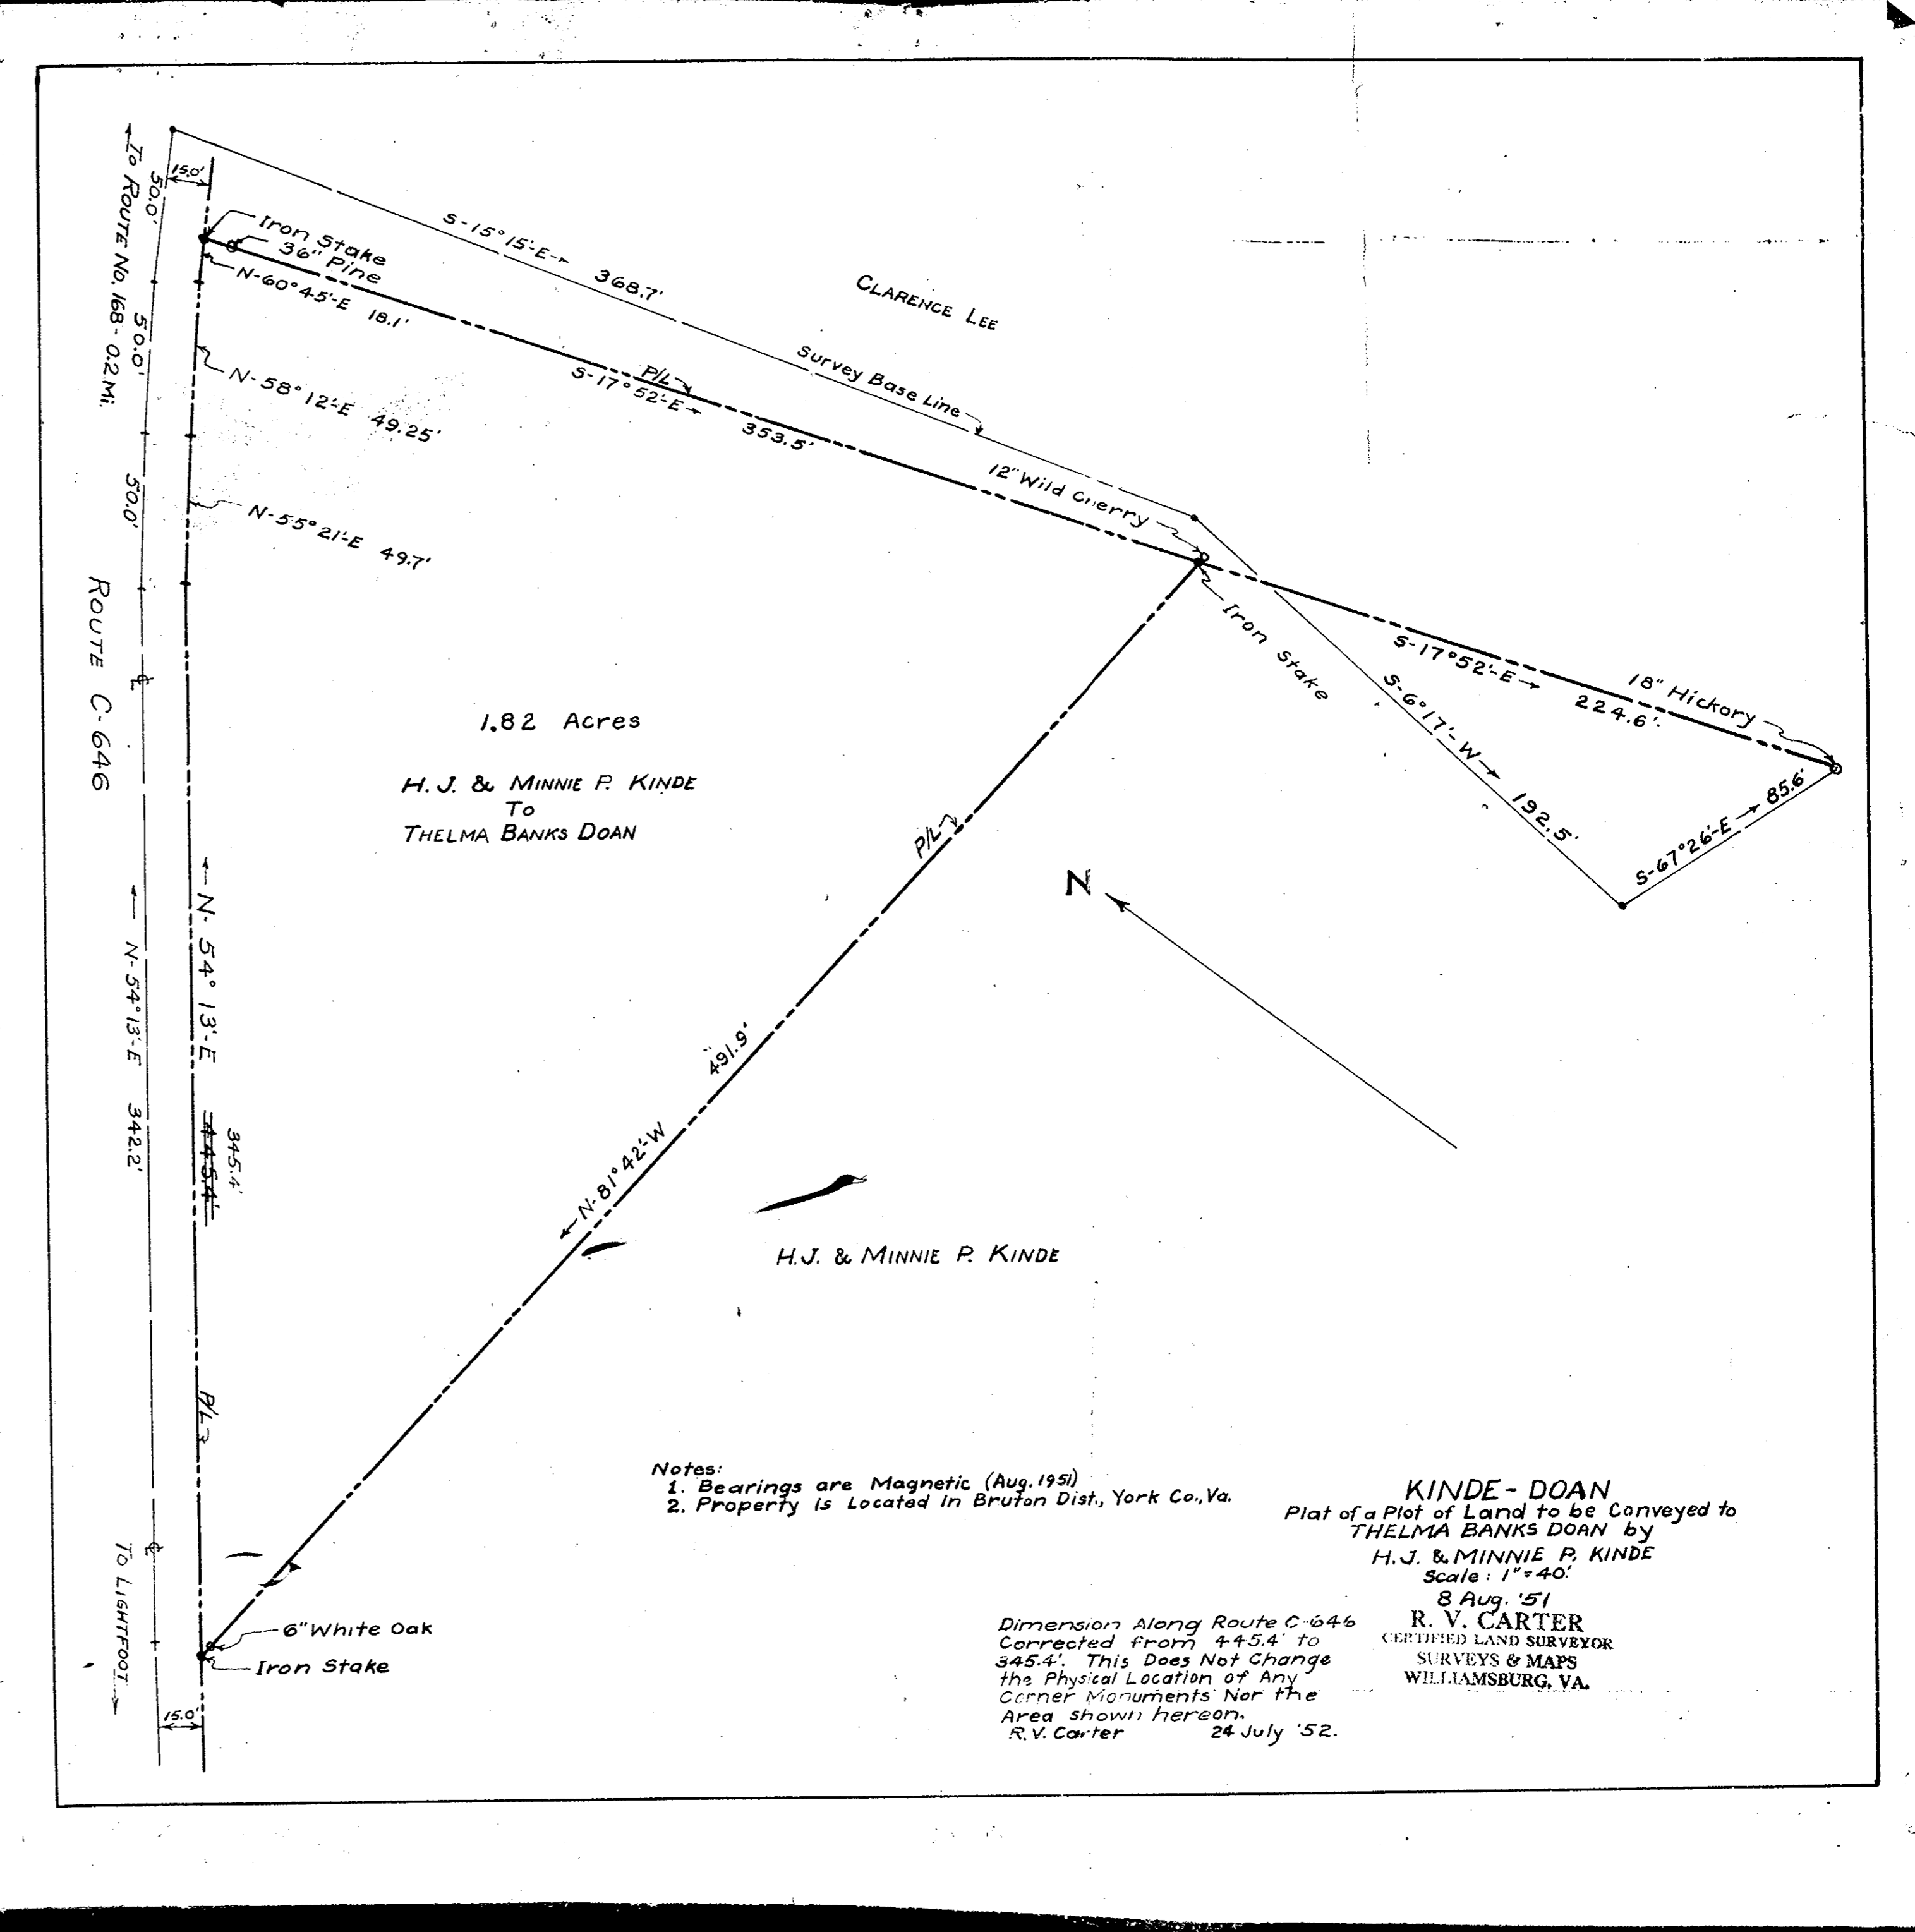 To ROUTE No. 168 - 0.2 Mi.
50.0'
15.0'
50.0'
50.0'
Iron Stake
36" Pine
N-60°45'-E 18.1'
N-58°12'-E 49.25'
N-55°21'-E 49.7'
S-15°15'-E 368.7'
CLARENCE LEE
Survey Base Line
P/L
S-17°52'-E
353.5'
12" Wild Cherry
Iron Stake
S-17°52'-E
224.6'
18" Hickory
S-6°17'-W
192.5'
S-67°26'-E 85.6'
ROUTE C-646
℄
1.82 Acres
H. J. & MINNIE P. KINDE
TO
THELMA BANKS DOAN
P/L
N
N-54°13'-E 445.4'
345.4'
N-54°13'-E 342.2'
491.9'
N-81°42'-W
H.J. & MINNIE P. KINDE
P/L
℄
TO LIGHTFOOT
6" White Oak
Iron Stake
15.0'
Notes:
1. Bearings are Magnetic (Aug. 1951)
2. Property is Located in Bruton Dist., York Co., Va.
KINDE-DOAN
Plat of a Plot of Land to be Conveyed to
THELMA BANKS DOAN by
H.J. & MINNIE P. KINDE
Scale: 1"=40'
8 Aug. '51
R. V. CARTER
CERTIFIED LAND SURVEYOR
SURVEYS & MAPS
WILLIAMSBURG, VA.
Dimension Along Route C-646
Corrected from 445.4' to
345.4'. This Does Not Change
the Physical Location of Any
Corner Monuments Nor the
Area shown hereon.
R.V. Carter 24 July '52.